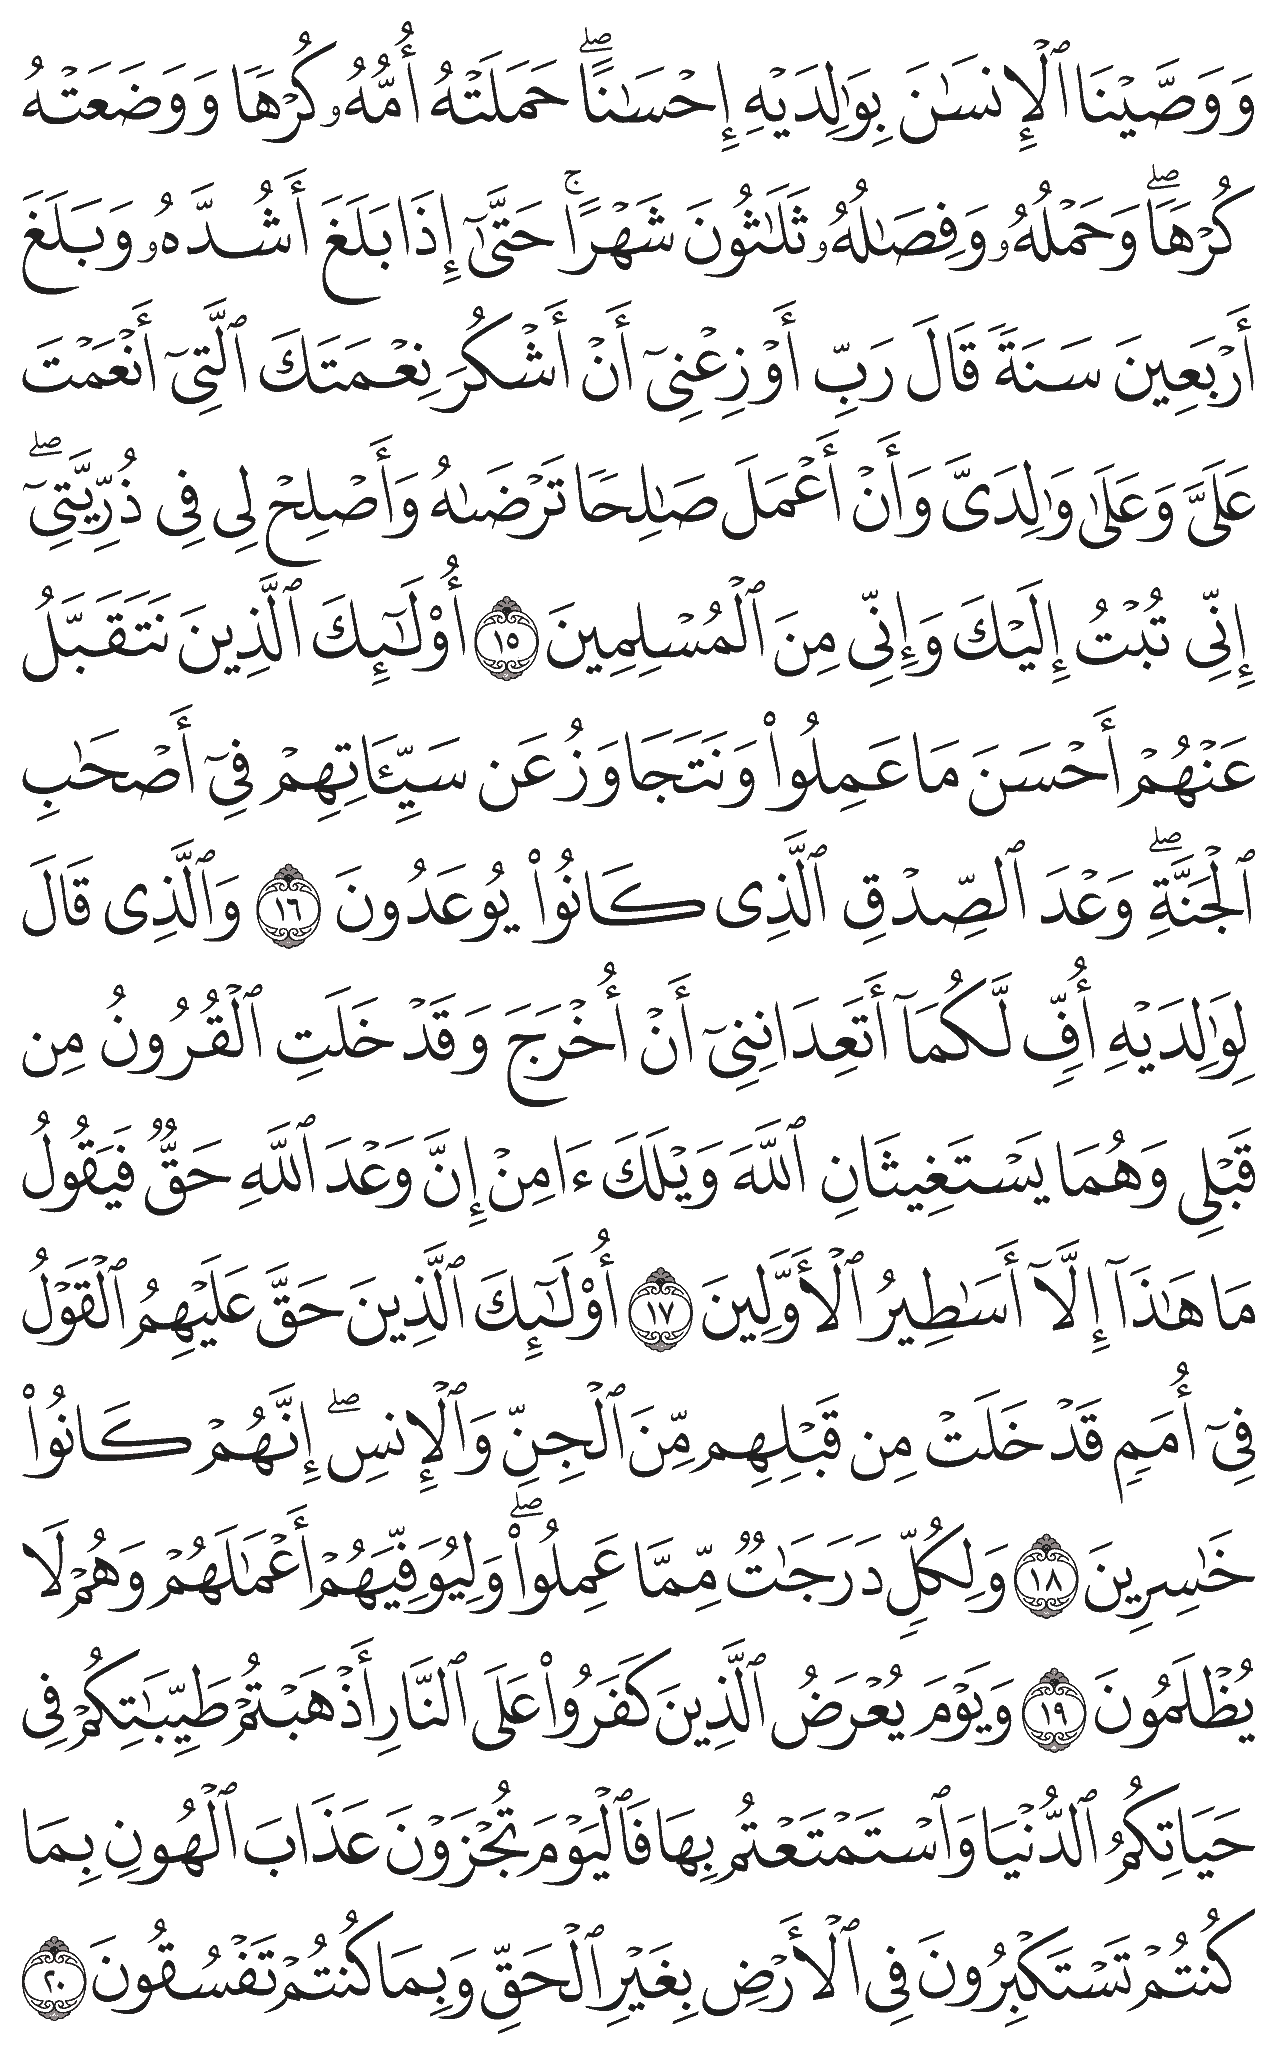 وَوَصَّيۡنَا ٱلۡإِنسَٰنَ بِوَٰلِدَيۡهِ إِحۡسَٰنًاۖ حَمَلَتۡهُ أُمُّهُۥ كُرۡهٗا وَوَضَعَتۡهُ
كُرۡهٗاۖ وَحَمۡلُهُۥ وَفِصَٰلُهُۥ ثَلَٰثُونَ شَهۡرًاۚ حَتَّىٰٓ إِذَا بَلَغَ أَشُدَّهُۥ وَبَلَغَ
أَرۡبَعِينَ سَنَةٗ قَالَ رَبِّ أَوۡزِعۡنِيٓ أَنۡ أَشۡكُرَ نِعۡمَتَكَ ٱلَّتِيٓ أَنۡعَمۡتَ
عَلَيَّ وَعَلَىٰ وَٰلِدَيَّ وَأَنۡ أَعۡمَلَ صَٰلِحٗا تَرۡضَىٰهُ وَأَصۡلِحۡ لِي فِي ذُرِّيَّتِيٓۖ
إِنِّي تُبۡتُ إِلَيۡكَ وَإِنِّي مِنَ ٱلۡمُسۡلِمِينَ ١٥ أُوْلَٰٓئِكَ ٱلَّذِينَ نَتَقَبَّلُ
عَنۡهُمۡ أَحۡسَنَ مَا عَمِلُواْ وَنَتَجَاوَزُ عَن سَيِّـَٔاتِهِمۡ فِيٓ أَصۡحَٰبِ
ٱلۡجَنَّةِۖ وَعۡدَ ٱلصِّدۡقِ ٱلَّذِي كَانُواْ يُوعَدُونَ ١٦ وَٱلَّذِي قَالَ
لِوَٰلِدَيۡهِ أُفّٖ لَّكُمَآ أَتَعِدَانِنِيٓ أَنۡ أُخۡرَجَ وَقَدۡ خَلَتِ ٱلۡقُرُونُ مِن
قَبۡلِي وَهُمَا يَسۡتَغِيثَانِ ٱللَّهَ وَيۡلَكَ ءَامِنۡ إِنَّ وَعۡدَ ٱللَّهِ حَقّٞ فَيَقُولُ
مَا هَٰذَآ إِلَّآ أَسَٰطِيرُ ٱلۡأَوَّلِينَ ١٧ أُوْلَٰٓئِكَ ٱلَّذِينَ حَقَّ عَلَيۡهِمُ ٱلۡقَوۡلُ
فِيٓ أُمَمٖ قَدۡ خَلَتۡ مِن قَبۡلِهِم مِّنَ ٱلۡجِنِّ وَٱلۡإِنسِۖ إِنَّهُمۡ كَانُواْ
خَٰسِرِينَ ١٨ وَلِكُلّٖ دَرَجَٰتٞ مِّمَّا عَمِلُواْۖ وَلِيُوَفِّيَهُمۡ أَعۡمَٰلَهُمۡ وَهُمۡ لَا
يُظۡلَمُونَ ١٩ وَيَوۡمَ يُعۡرَضُ ٱلَّذِينَ كَفَرُواْ عَلَى ٱلنَّارِ أَذۡهَبۡتُمۡ طَيِّبَٰتِكُمۡ فِي
حَيَاتِكُمُ ٱلدُّنۡيَا وَٱسۡتَمۡتَعۡتُم بِهَا فَٱلۡيَوۡمَ تُجۡزَوۡنَ عَذَابَ ٱلۡهُونِ بِمَا
كُنتُمۡ تَسۡتَكۡبِرُونَ فِي ٱلۡأَرۡضِ بِغَيۡرِ ٱلۡحَقِّ وَبِمَا كُنتُمۡ تَفۡسُقُونَ ٢٠